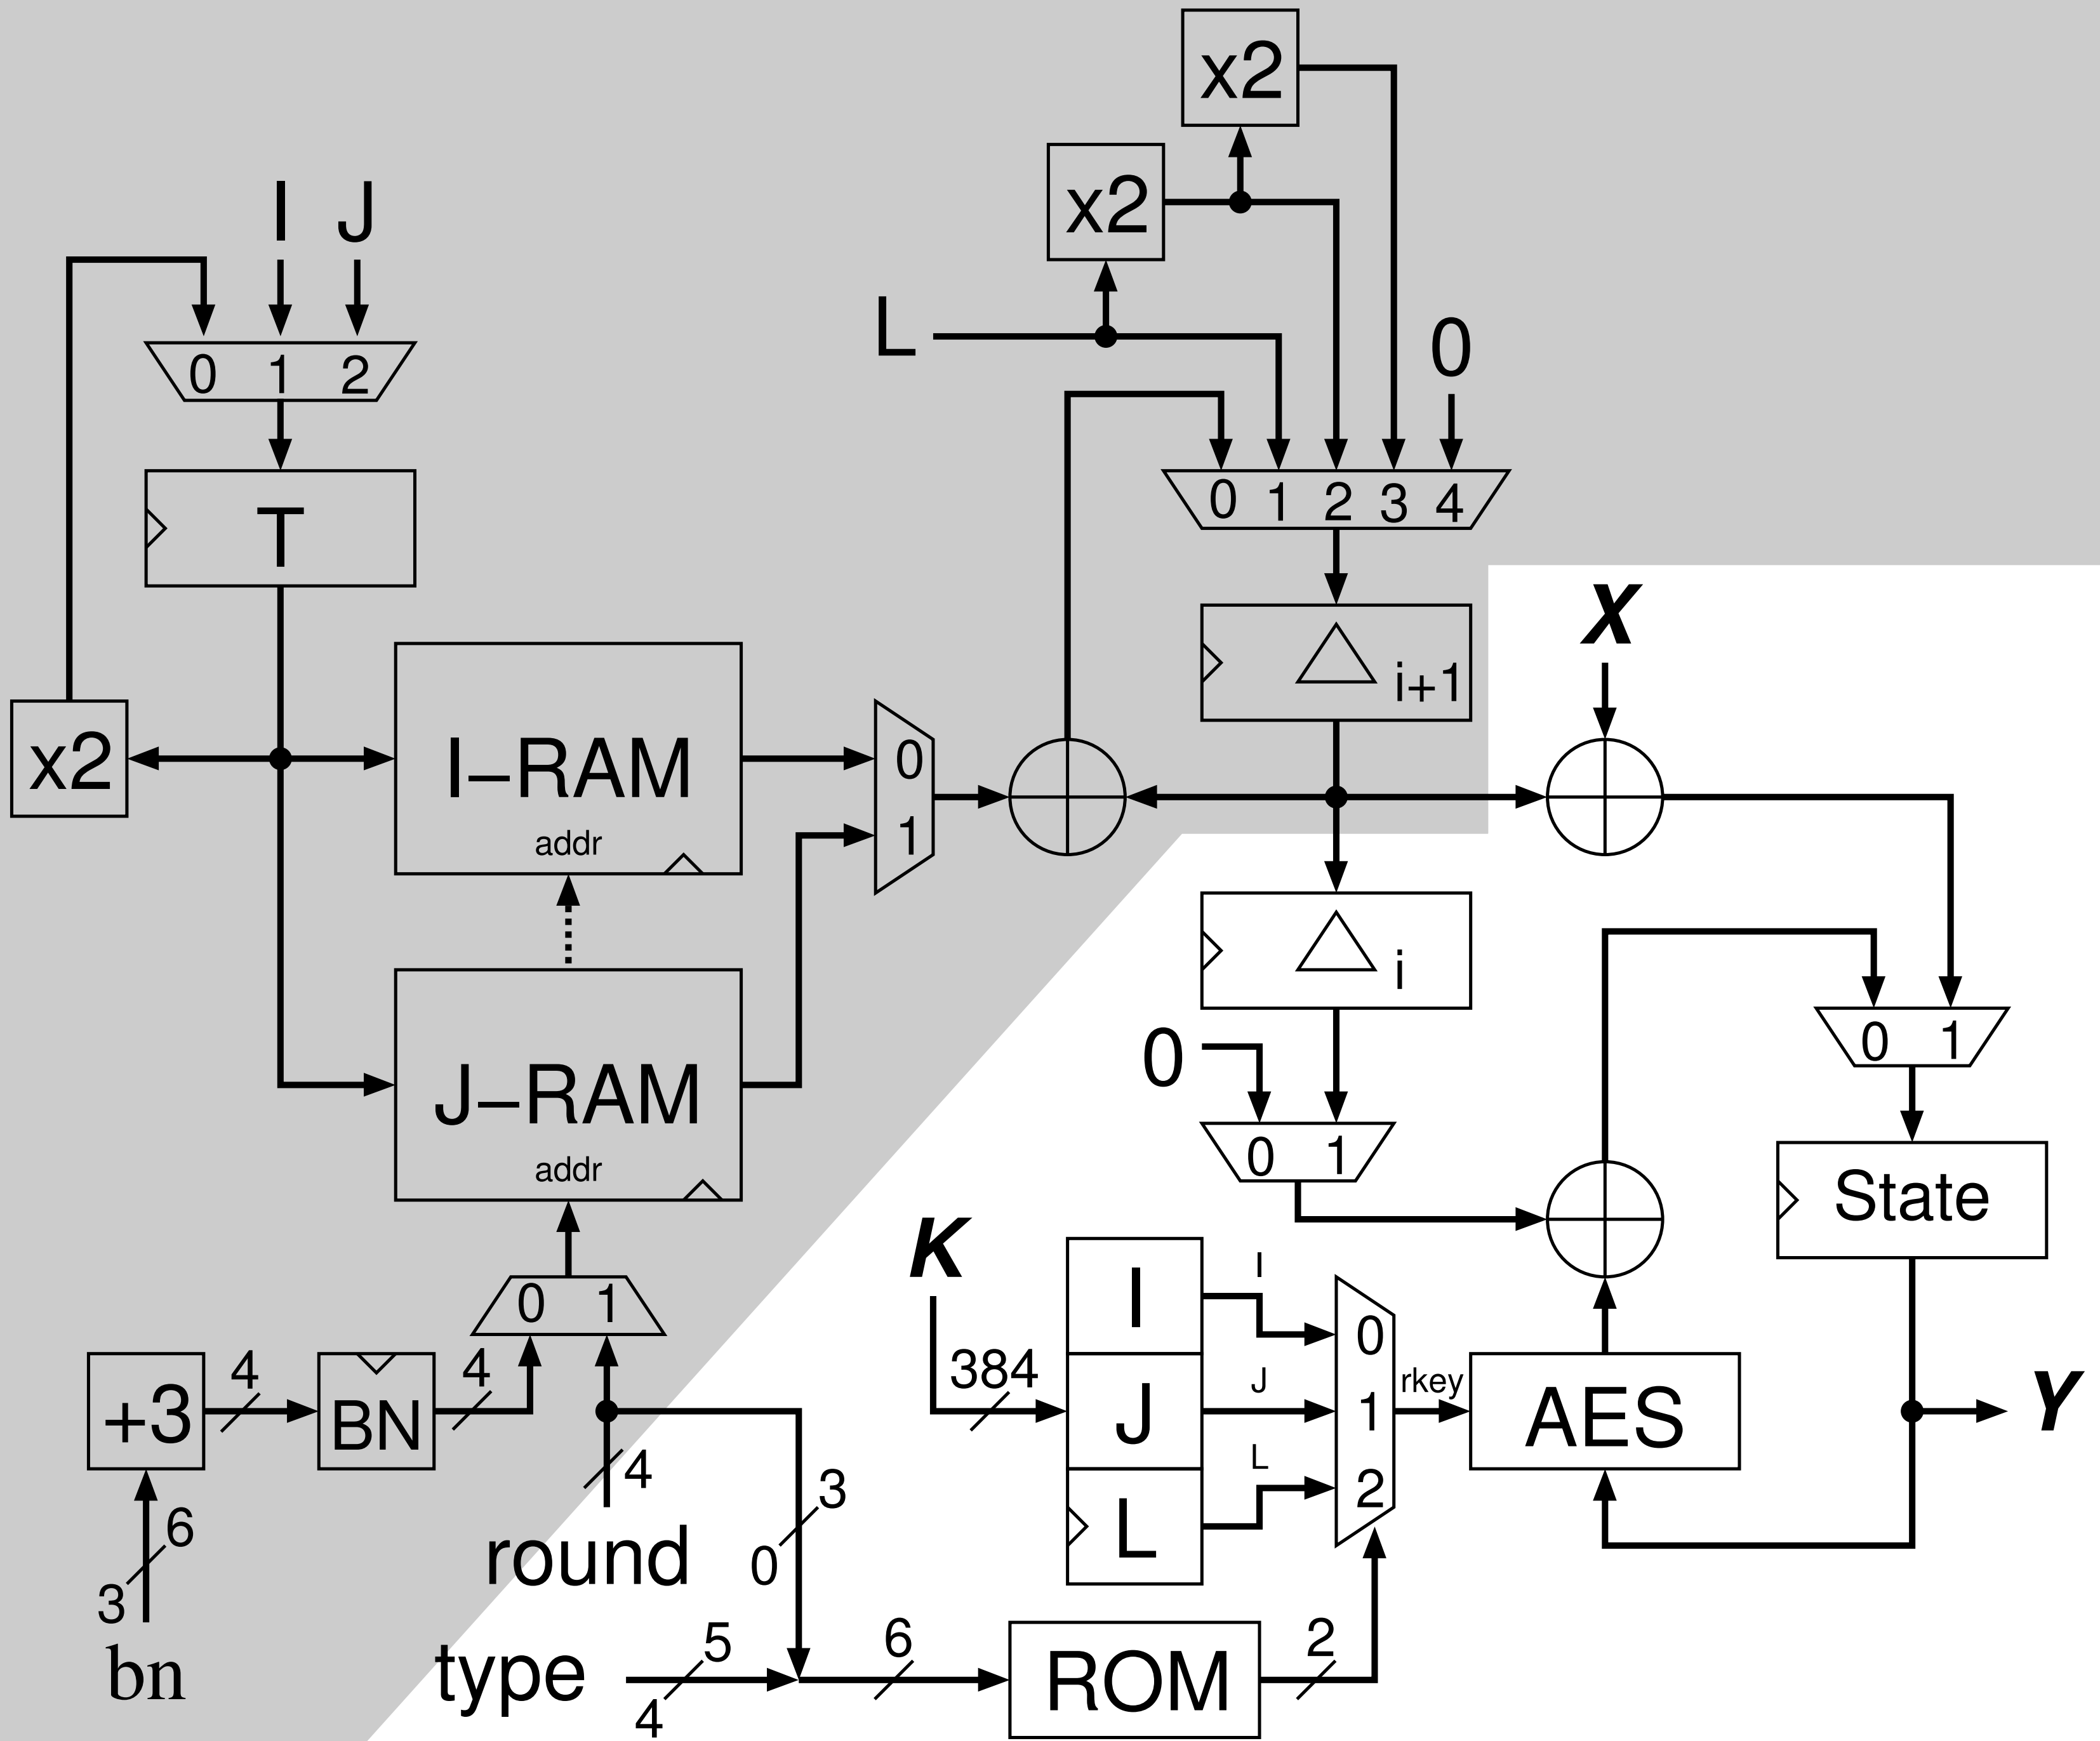 x2
x2
I J
L
0
0 1 2
0 1 2 3 4
T
i+1
X
x2
I–RAM
addr
0
1
i
0
0 1
J–RAM
addr
0 1
State
0 1
K
I
I
0
+3
4
BN
4
384
J
J
1
rkey
AES
Y
4
3
L
L
2
6
3
bn
round
0
type
5
4
6
ROM
2